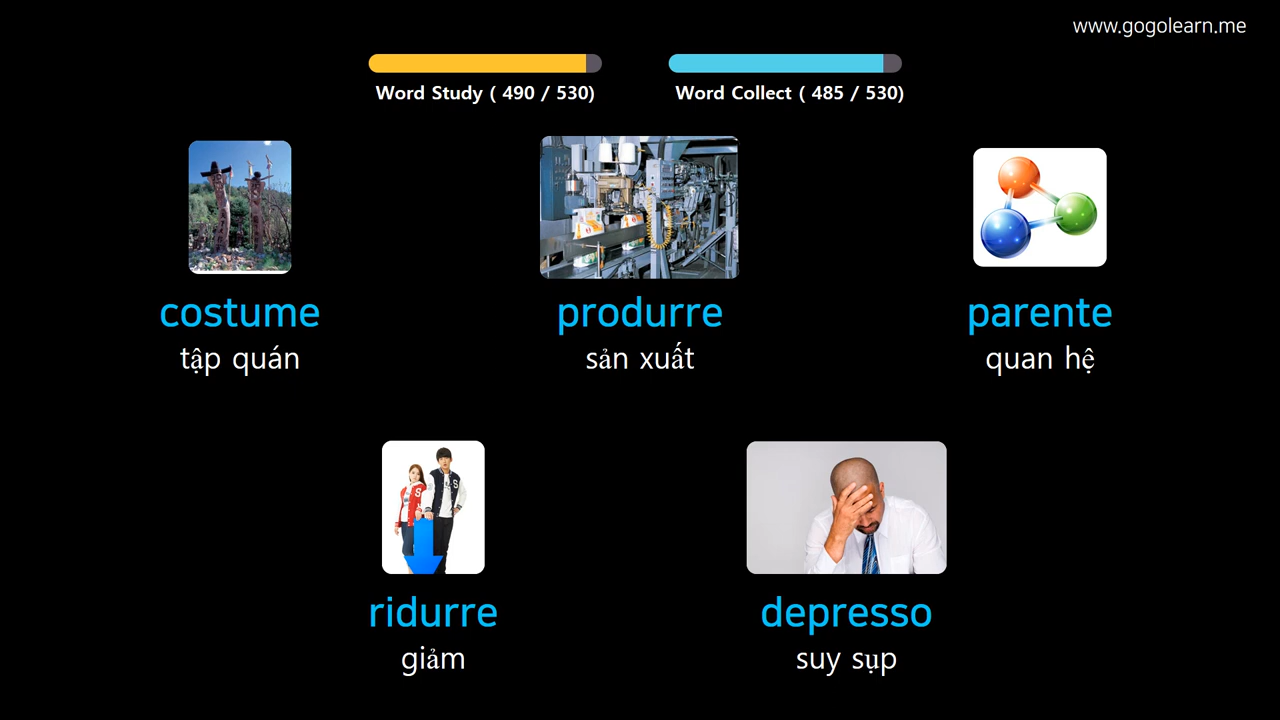 www.gogolearn.me
Word Study ( 490 / 530)
Word Collect ( 485 / 530)
costume
tập quán
produrre
sản xuất
parente
quan hệ
ridurre
giảm
depresso
suy sụp